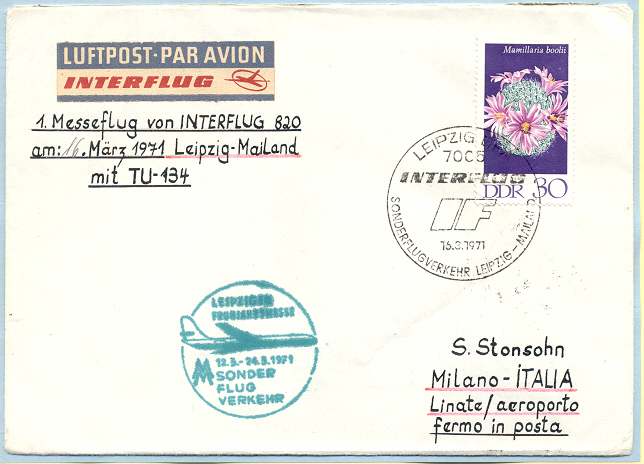 LUFTPOST·PAR AVION
INTERFLUG
1. Messeflug von INTERFLUG 820
am: 16. März 1971 Leipzig-Mailand
mit TU-134
Mamillaria boolii
DDR 30
LEIPZIG
INTERFLUG
IF
16.3.1971
SONDERFLUGVERKEHR LEIPZIG – MAILAND
LEIPZIGER
FRÜHJAHRSMESSE
12.3.-24.3.1971
MM SONDER
FLUG
VERKEHR
S. Stonsohn
Milano-ITALIA
Linate/aeroporto
fermo in posta